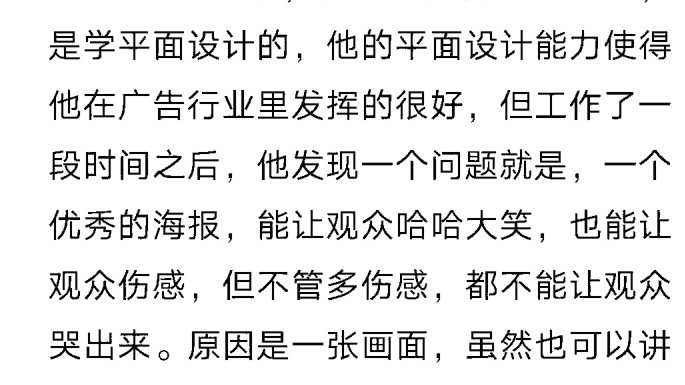 是学平面设计的，他的平面设计能力使得
他在广告行业里发挥的很好，但工作了一
段时间之后，他发现一个问题就是，一个
优秀的海报，能让观众哈哈大笑，也能让
观众伤感，但不管多伤感，都不能让观众
哭出来。原因是一张画面，虽然也可以讲